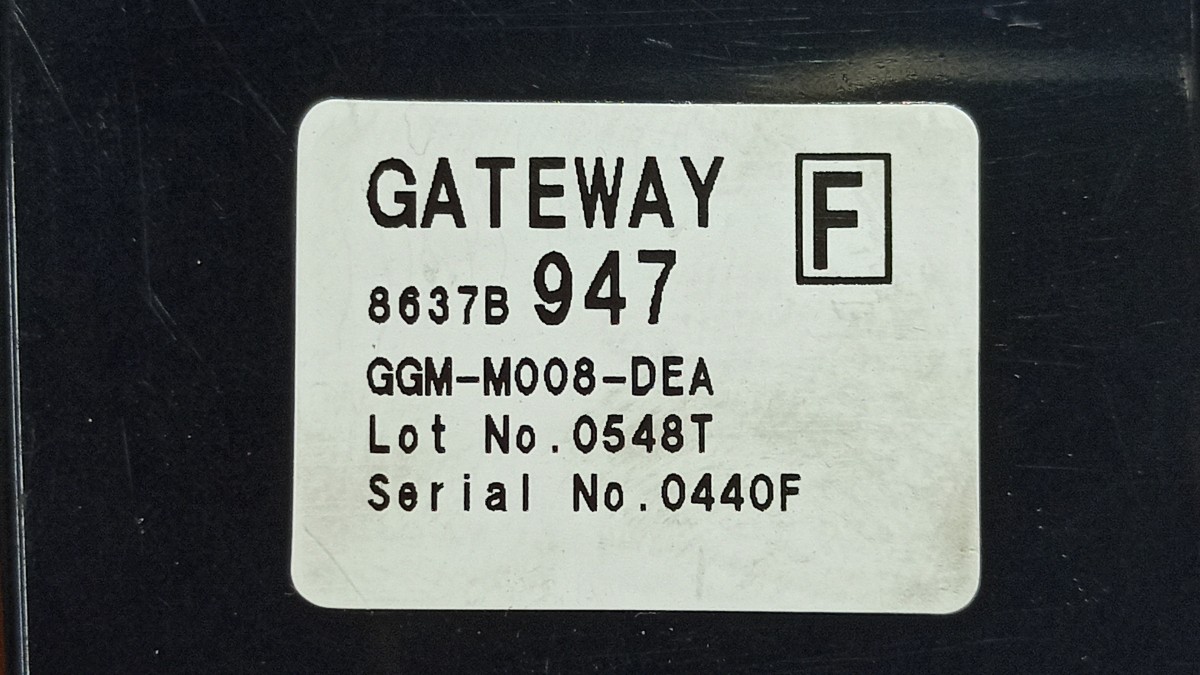 GATEWAY F
8637B 947
GGM-M008-DEA
Lot No.0548T
Serial No.0440F